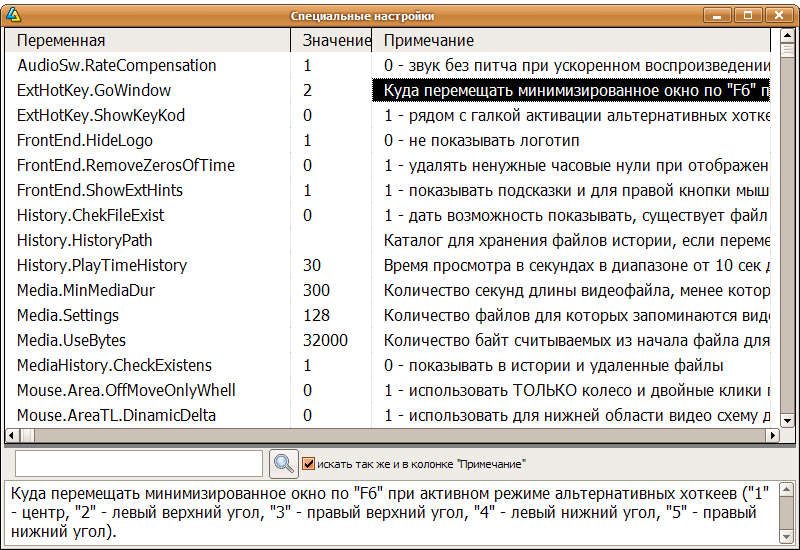 Специальные настройки
Переменная Значение Примечание
AudioSw.RateCompensation 1 0 - звук без питча при ускоренном воспроизведении
ExtHotKey.GoWindow 2 Куда перемещать минимизированное окно по "F6" п
ExtHotKey.ShowKeyKod 0 1 - рядом с галкой активации альтернативных хотке
FrontEnd.HideLogo 1 0 - не показывать логотип
FrontEnd.RemoveZerosOfTime 0 1 - удалять ненужные часовые нули при отображен
FrontEnd.ShowExtHints 1 1 - показывать подсказки и для правой кнопки мыш
History.ChekFileExist 0 1 - дать возможность показывать, существует файл
History.HistoryPath Каталог для хранения файлов истории, если переме
History.PlayTimeHistory 30 Время просмотра в секундах в диапазоне от 10 сек д
Media.MinMediaDur 300 Количество секунд длины видеофайла, менее котор
Media.Settings 128 Количество файлов для которых запоминаются виде
Media.UseBytes 32000 Количество байт считываемых из начала файла для
MediaHistory.CheckExistens 1 0 - показывать в истории и удаленные файлы
Mouse.Area.OffMoveOnlyWhell 0 1 - использовать ТОЛЬКО колесо и двойные клики п
Mouse.AreaTL.DinamicDelta 0 1 - использовать для нижней области видео схему д
искать так же и в колонке "Примечание"
Куда перемещать минимизированное окно по "F6" при активном режиме альтернативных хоткеев ("1"
- центр, "2" - левый верхний угол, "3" - правый верхний угол, "4" - левый нижний угол, "5" - правый
нижний угол).